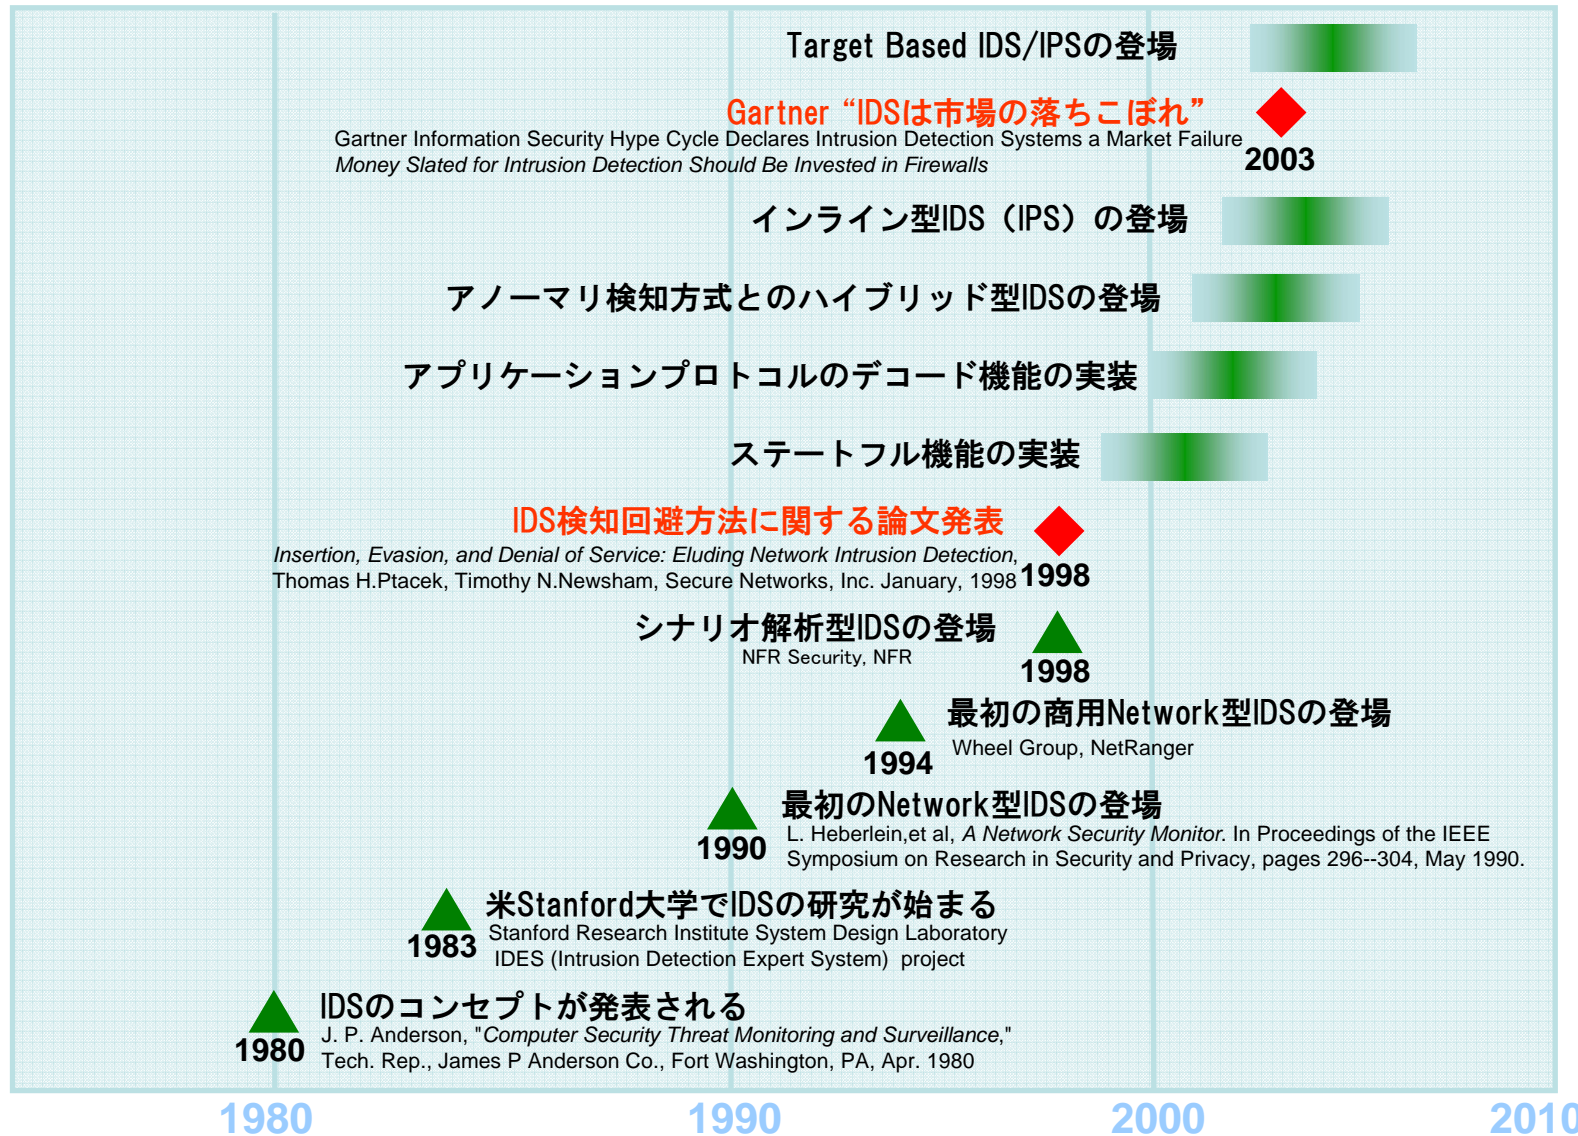 Target Based IDS/IPSの登場
Gartner “IDSは市場の落ちこぼれ”
Gartner Information Security Hype Cycle Declares Intrusion Detection Systems a Market Failure
Money Slated for Intrusion Detection Should Be Invested in Firewalls
2003
インライン型IDS（IPS）の登場
アノーマリ検知方式とのハイブリッド型IDSの登場
アプリケーションプロトコルのデコード機能の実装
ステートフル機能の実装
IDS検知回避方法に関する論文発表
Insertion, Evasion, and Denial of Service: Eluding Network Intrusion Detection,
Thomas H.Ptacek, Timothy N.Newsham, Secure Networks, Inc. January, 1998
1998
シナリオ解析型IDSの登場
NFR Security, NFR
1998
最初の商用Network型IDSの登場
Wheel Group, NetRanger
1994
最初のNetwork型IDSの登場
L. Heberlein,et al, A Network Security Monitor. In Proceedings of the IEEE
Symposium on Research in Security and Privacy, pages 296--304, May 1990.
1990
米Stanford大学でIDSの研究が始まる
Stanford Research Institute System Design Laboratory
IDES (Intrusion Detection Expert System) project
1983
IDSのコンセプトが発表される
J. P. Anderson, "Computer Security Threat Monitoring and Surveillance,"
Tech. Rep., James P Anderson Co., Fort Washington, PA, Apr. 1980
1980
1980 1990 2000 2010